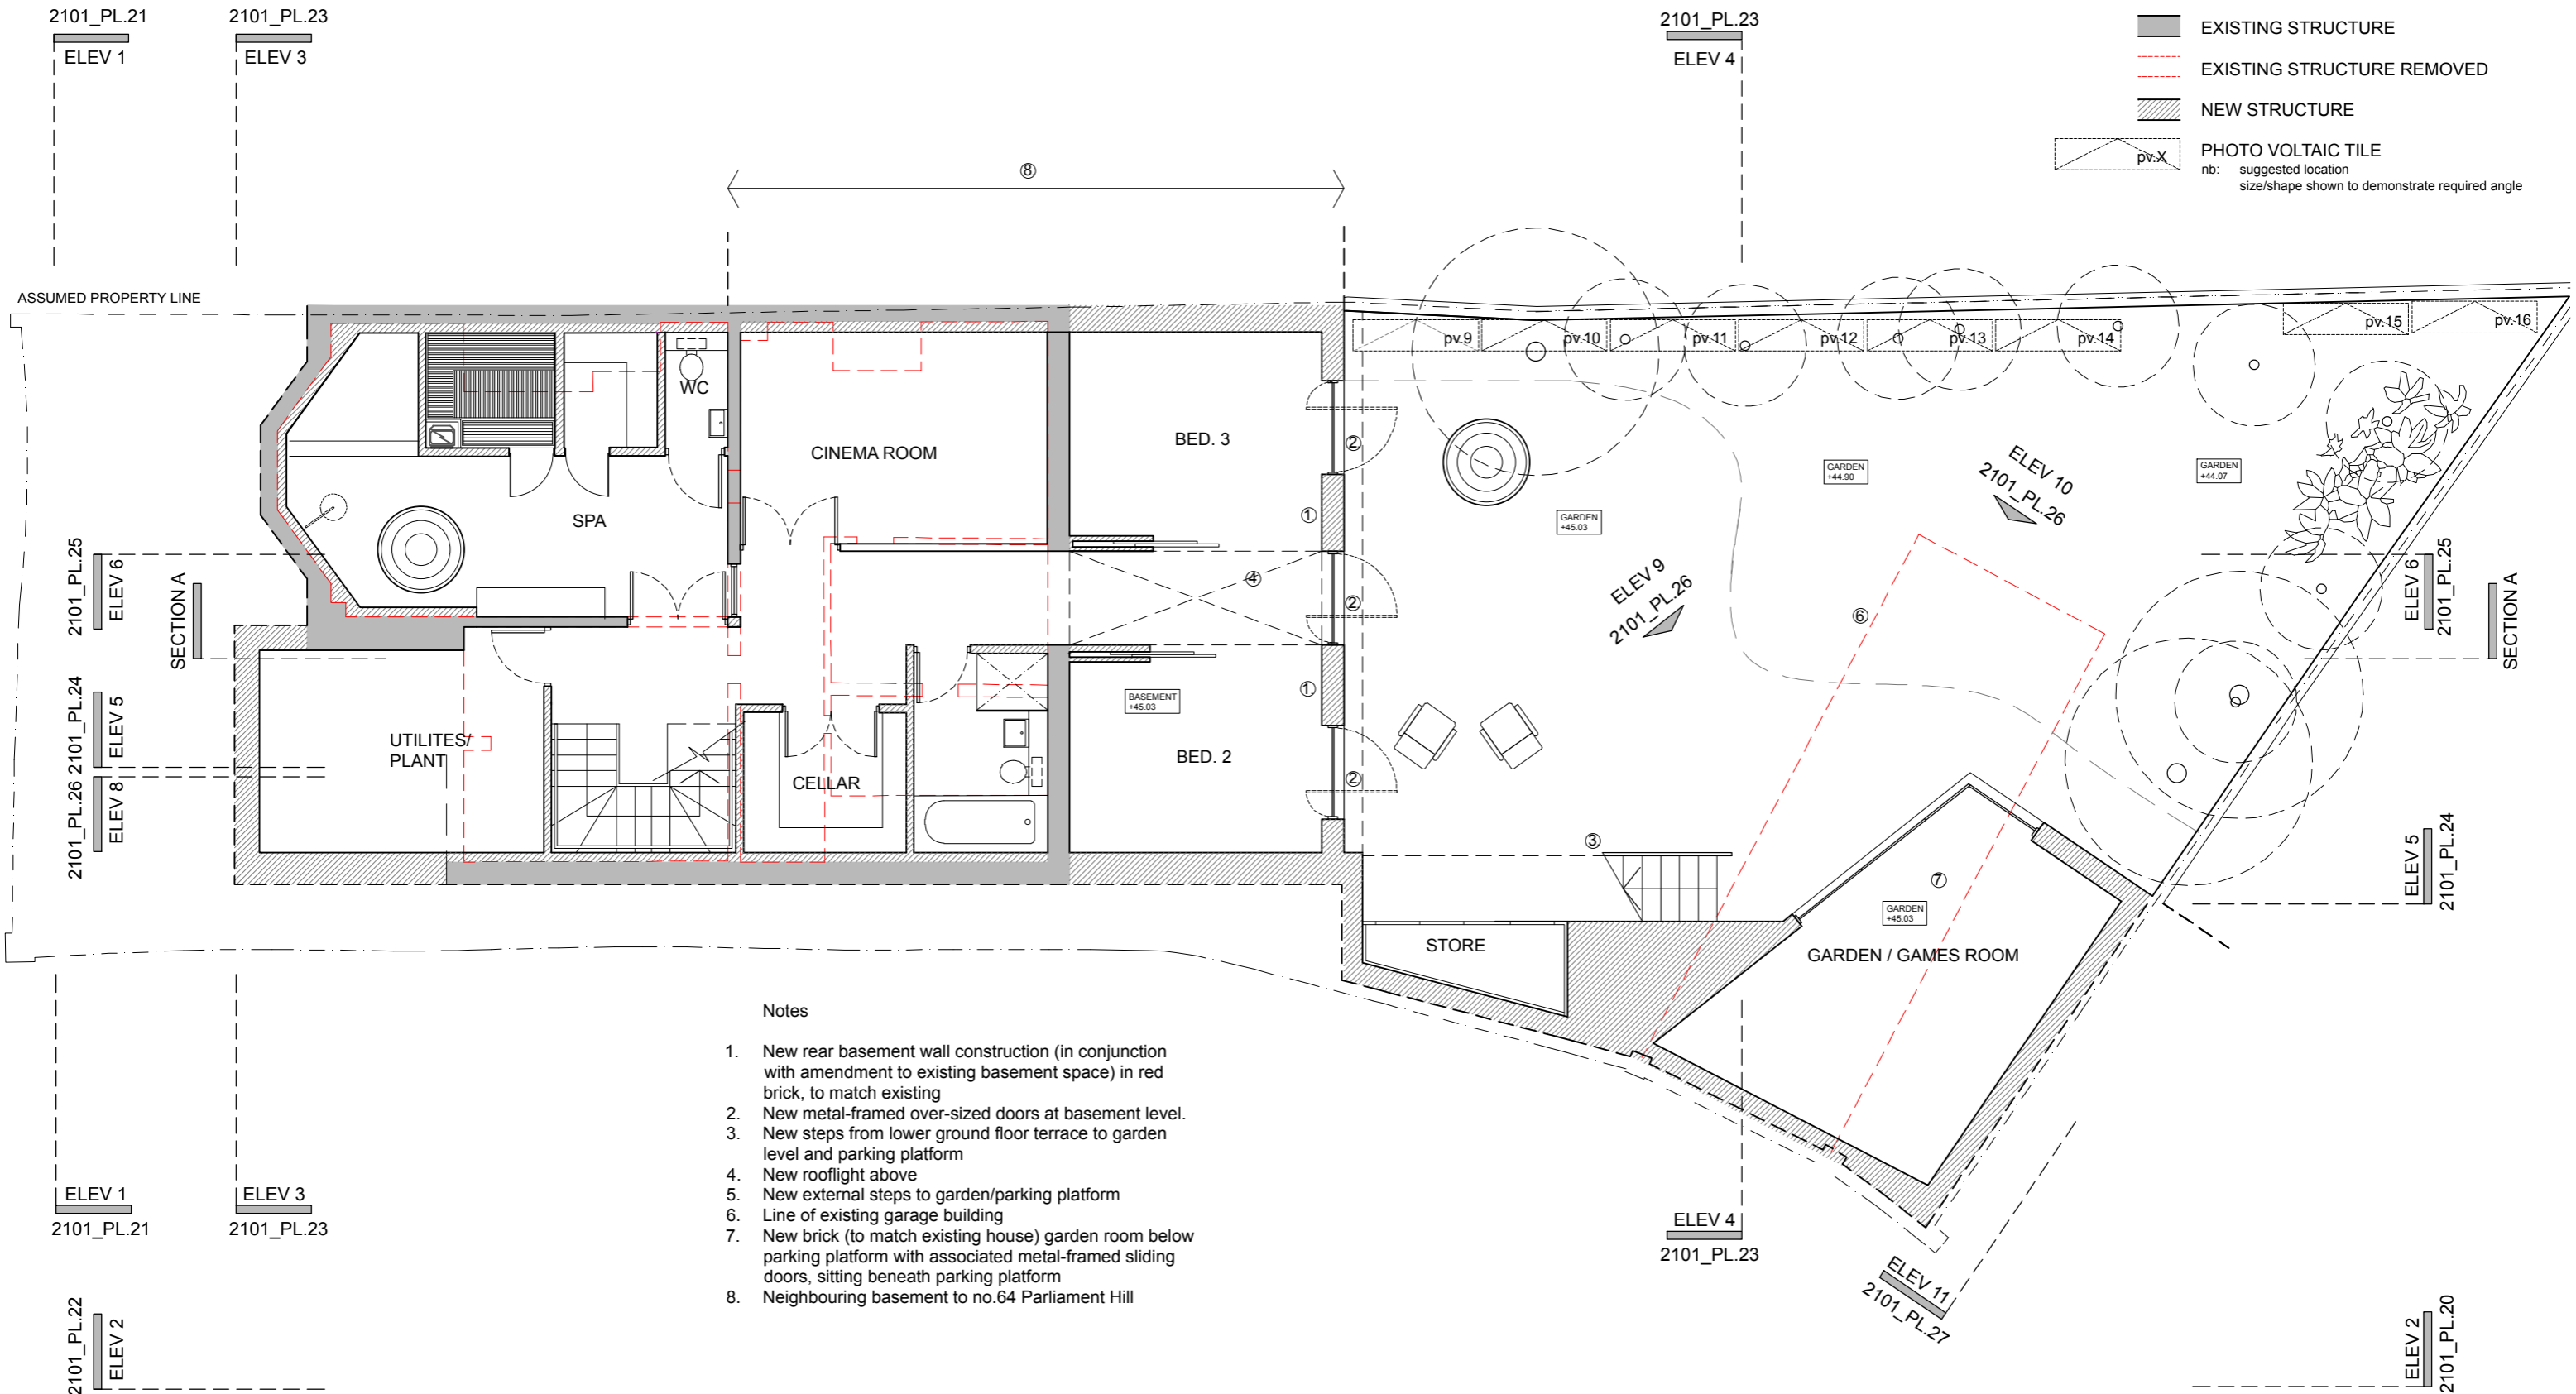 2101_PL.21
ELEV 1
2101_PL.23
ELEV 3
2101_PL.23
ELEV 4
EXISTING STRUCTURE
EXISTING STRUCTURE REMOVED
NEW STRUCTURE
pv.X
PHOTO VOLTAIC TILE
nb: suggested location
size/shape shown to demonstrate required angle
8
ASSUMED PROPERTY LINE
pv.9
pv.10
pv.11
pv.12
pv.13
pv.14
pv.15
pv.16
WC
CINEMA ROOM
BED. 3
2
SPA
1
GARDEN
+45.03
GARDEN
+44.90
GARDEN
+44.07
ELEV 10
2101_PL.26
ELEV 9
2101_PL.26
2101_PL.25
ELEV 6
SECTION A
4
2
6
ELEV 6
2101_PL.25
SECTION A
2101_PL.24
ELEV 5
2101_PL.26
ELEV 8
UTILITES/
PLANT
CELLAR
BASEMENT
+45.03
1
BED. 2
2
3
7
GARDEN
+45.03
ELEV 5
2101_PL.24
STORE
GARDEN / GAMES ROOM
Notes
1. New rear basement wall construction (in conjunction
with amendment to existing basement space) in red
brick, to match existing
2. New metal-framed over-sized doors at basement level.
3. New steps from lower ground floor terrace to garden
level and parking platform
4. New rooflight above
5. New external steps to garden/parking platform
6. Line of existing garage building
7. New brick (to match existing house) garden room below
parking platform with associated metal-framed sliding
doors, sitting beneath parking platform
8. Neighbouring basement to no.64 Parliament Hill
ELEV 1
2101_PL.21
ELEV 3
2101_PL.23
ELEV 4
2101_PL.23
ELEV 11
2101_PL.27
2101_PL.22
ELEV 2
ELEV 2
2101_PL.20